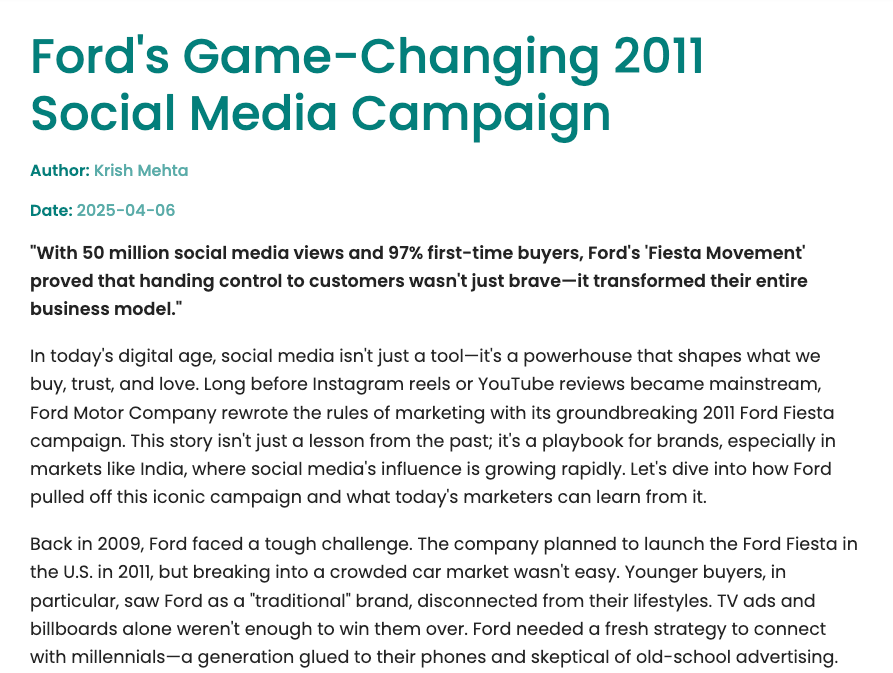 Ford's Game-Changing 2011
Social Media Campaign
Author: Krish Mehta
Date: 2025-04-06
"With 50 million social media views and 97% first-time buyers, Ford's 'Fiesta Movement'
proved that handing control to customers wasn't just brave—it transformed their entire
business model."
In today's digital age, social media isn't just a tool—it's a powerhouse that shapes what we
buy, trust, and love. Long before Instagram reels or YouTube reviews became mainstream,
Ford Motor Company rewrote the rules of marketing with its groundbreaking 2011 Ford Fiesta
campaign. This story isn't just a lesson from the past; it's a playbook for brands, especially in
markets like India, where social media's influence is growing rapidly. Let's dive into how Ford
pulled off this iconic campaign and what today's marketers can learn from it.
Back in 2009, Ford faced a tough challenge. The company planned to launch the Ford Fiesta in
the U.S. in 2011, but breaking into a crowded car market wasn't easy. Younger buyers, in
particular, saw Ford as a "traditional" brand, disconnected from their lifestyles. TV ads and
billboards alone weren't enough to win them over. Ford needed a fresh strategy to connect
with millennials—a generation glued to their phones and skeptical of old-school advertising.